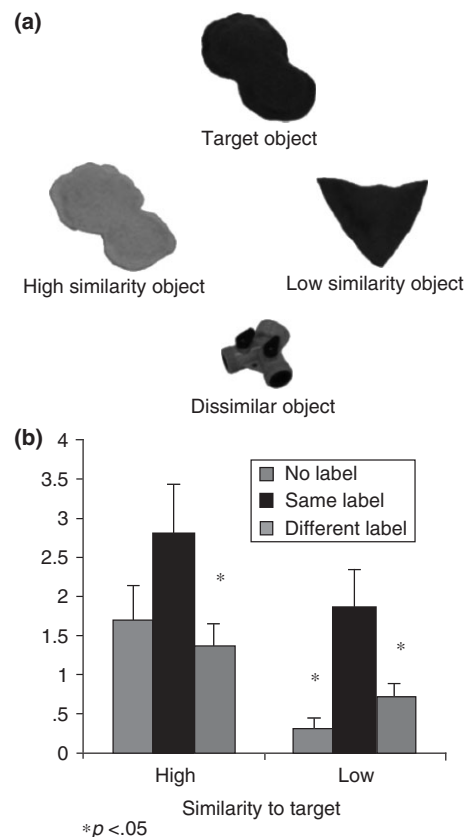 (a)
Target object
High similarity object
Low similarity object
Dissimilar object
(b)
4
3.5
3
2.5
2
1.5
1
.5
0
No label
Same label
Different label
*
*
*
High
Low
Similarity to target
*p <.05